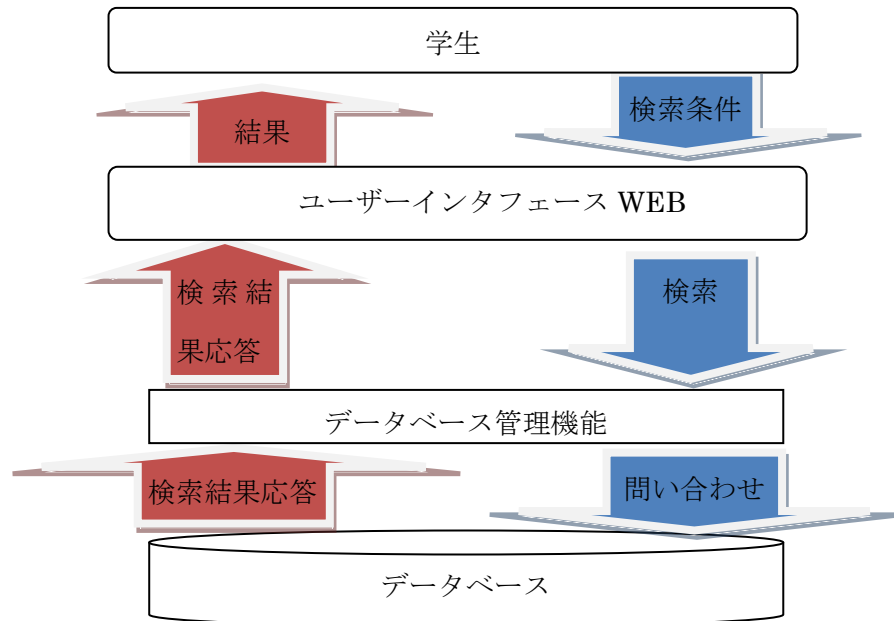 学生
結果
検索条件
ユーザーインタフェース WEB
検索結
果応答
検索
データベース管理機能
検索結果応答
問い合わせ
データベース